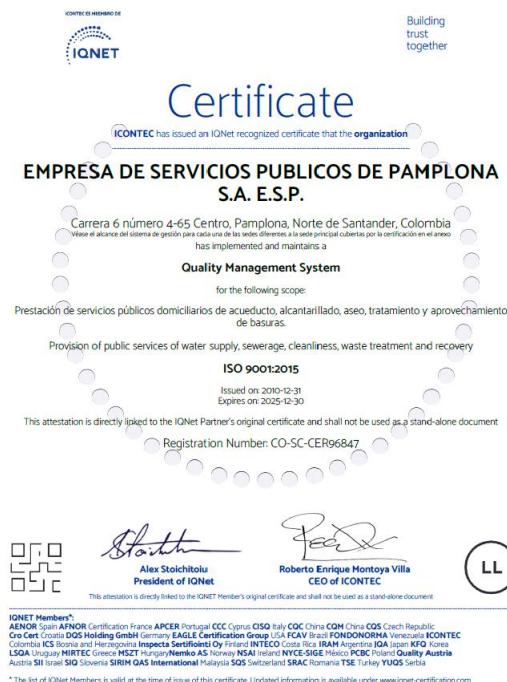 ICONTEC ES MIEMBRO DE
IQNET
Building
trust
together
Certificate
ICONTEC has issued an IQNet recognized certificate that the organization
EMPRESA DE SERVICIOS PUBLICOS DE PAMPLONA
S.A. E.S.P.
Carrera 6 número 4-65 Centro, Pamplona, Norte de Santander, Colombia
Véase el alcance del sistema de gestión para cada una de las sedes diferentes a la sede principal cubiertas por la certificación en el anexo
has implemented and maintains a
Quality Management System
for the following scope:
Prestación de servicios públicos domiciliarios de acueducto, alcantarillado, aseo, tratamiento y aprovechamiento
de basuras.
Provision of public services of water supply, sewerage, cleanliness, waste treatment and recovery
ISO 9001:2015
Issued on: 2010-12-31
Expires on: 2025-12-30
This attestation is directly linked to the IQNet Partner's original certificate and shall not be used as a stand-alone document
Registration Number: CO-SC-CER96847
Alex Stoichitoiu
President of IQNet
Roberto Enrique Montoya Villa
CEO of ICONTEC
LL
This attestation is directly linked to the IQNET Member's original certificate and shall not be used as a stand-alone document
IQNET Members*:
AENOR Spain AFNOR Certification France APCER Portugal CCC Cyprus CISQ Italy CQC China CQM China CQS Czech Republic
Cro Cert Croatia DQS Holding GmbH Germany EAGLE Certification Group USA FCAV Brazil FONDONORMA Venezuela ICONTEC
Colombia ICS Bosnia and Herzegovina Inspecta Sertifiointi Oy Finland INTECO Costa Rica IRAM Argentina JQA Japan KFQ Korea
LSQA Uruguay MIRTEC Greece MSZT Hungary Nemko AS Norway NSAI Ireland NYCE-SIGE México PCBC Poland Quality Austria
Austria SII Israel SIQ Slovenia SIRIM QAS International Malaysia SQS Switzerland SRAC Romania TSE Turkey YUQS Serbia
* The list of IQNET Members is valid at the time of issue of this certificate. Updated information is available under www.iqnet-certification.com